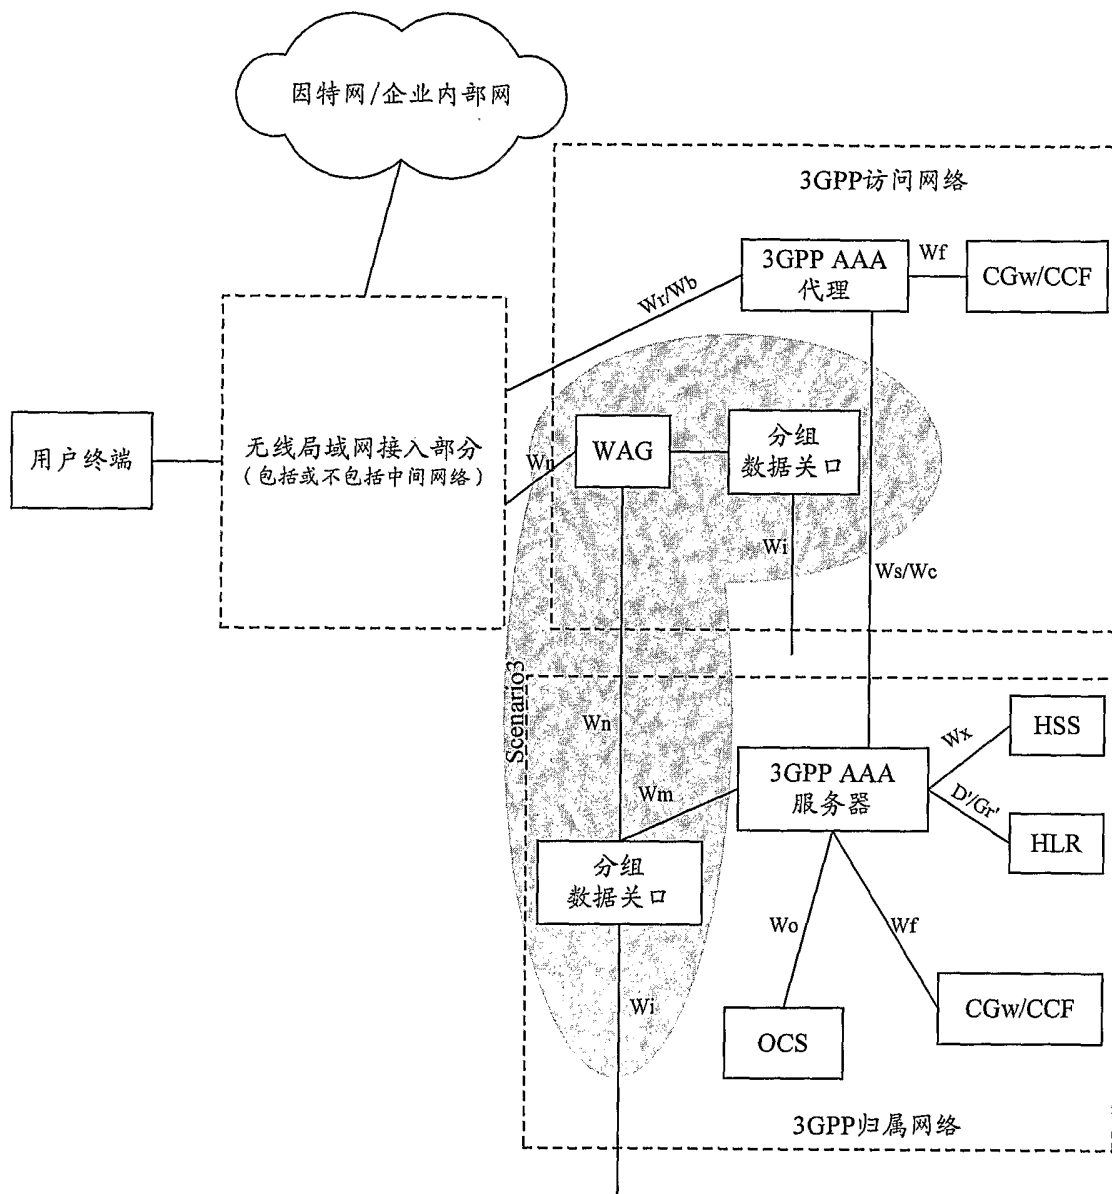 因特网/企业内部网
3GPP访问网络
3GPP AAA
代理
Wf
CGw/CCF
Wr/Wb
用户终端
无线局域网接入部分
(包括或不包括中间网络)
Wn
WAG
分组
数据关口
Wi
Ws/Wc
Scenario3
Wn
Wm
3GPP AAA
服务器
Wx
HSS
D'/Gr'
HLR
分组
数据关口
Wo
Wf
Wi
OCS
CGw/CCF
3GPP归属网络